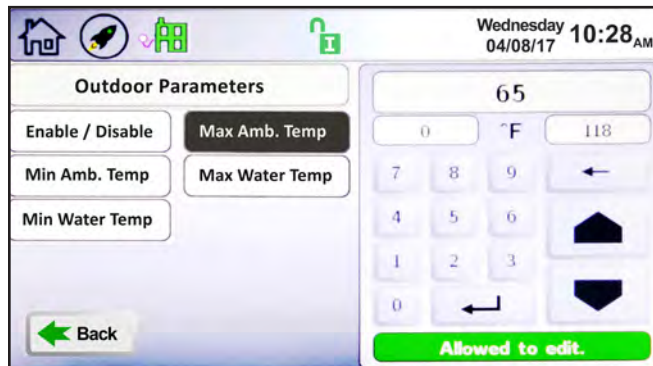 Wednesday
04/08/17
10:28 AM
Outdoor Parameters
Enable / Disable
Max Amb. Temp
Min Amb. Temp
Max Water Temp
Min Water Temp
Back
65
0
°F
118
7 8 9
4 5 6
1 2 3
0
Allowed to edit.